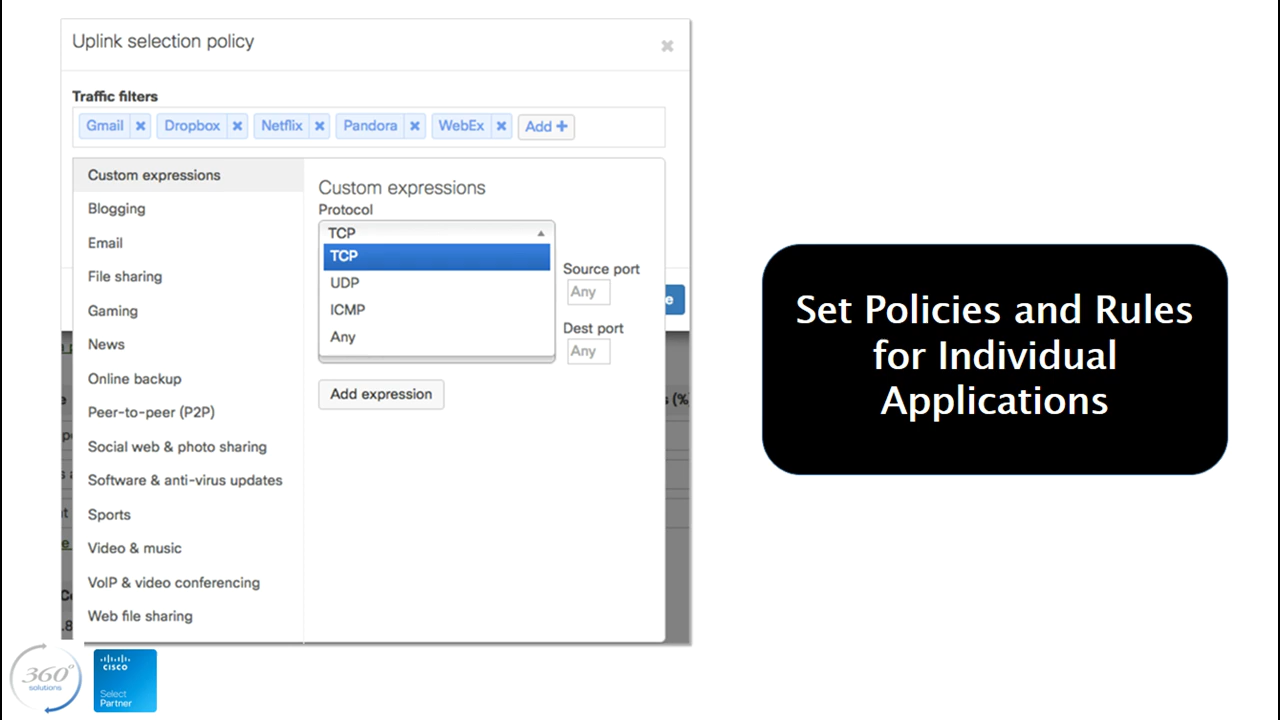 Uplink selection policy
Traffic filters
Gmail Dropbox Netflix Pandora WebEx Add
Custom expressions
Blogging
Email
File sharing
Gaming
News
Online backup
Peer-to-peer (P2P)
Social web & photo sharing
Software & anti-virus updates
Sports
Video & music
VoIP & video conferencing
Web file sharing
Custom expressions
Protocol
TCP
TCP
UDP
ICMP
Any
Source port
Any
Dest port
Any
Add expression
Set Policies and Rules
for Individual
Applications
360°
solutions
CISCO
Select
Partner